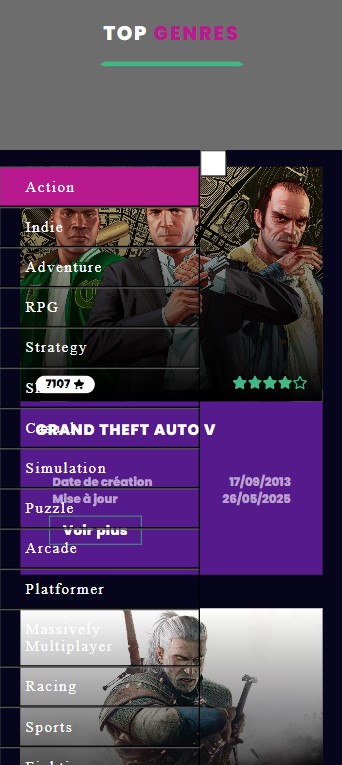 TOP GENRES
Action
Indie
Adventure
RPG
Strategy
7107
GRAND THEFT AUTO V
Simulation
Date de création 17/09/2013
Mise à jour 26/05/2025
Puzzle
Voir plus
Arcade
Platformer
Massively
Multiplayer
Racing
Sports